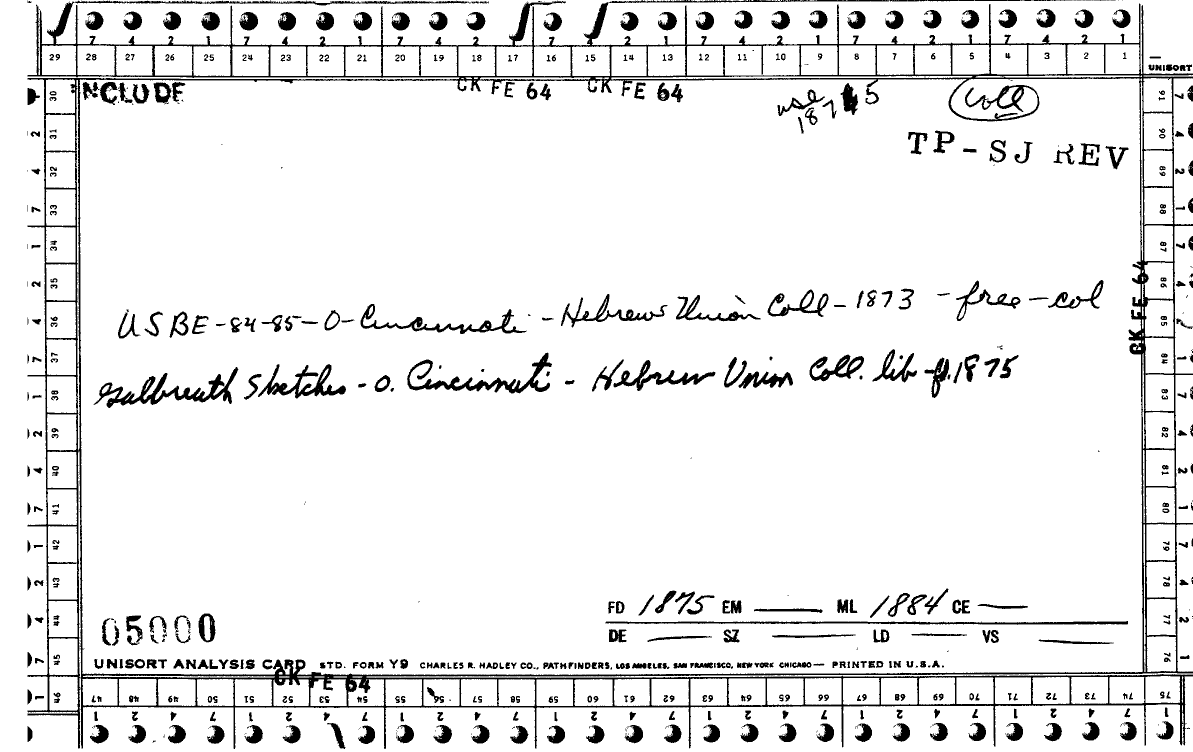 7 4 2 1 7 4 2 1 7 4 2 1 7 4 2 1 7 4 2 1 7 4 2 1
29 28 27 26 25 24 23 22 21 20 19 18 17 16 15 14 13 12 11 10 9 8 7 6 5 4 3 2 1
UNISORT
NCLUDE
CK FE 64 CK FE 64
use
1875
Coll
TP-SJ REV
30 31 32 33 34 35 36 37 38 39 40 41 42 43 44 45 46
91 90 89 88 87 86 85 84 83 82 81 80 79 78 77 76
CK FE 64
USBE-84-85-O-Cincinnati-Hebrew Union Coll-1873-free-col
Galbreath Sketches - O. Cincinnati - Hebrew Union Coll. lib-p.1875
FD 1875 EM — ML 1884 CE —
DE — SZ — LD — VS —
05000
UNISORT ANALYSIS CARD STD. FORM Y9 CHARLES R. HADLEY CO., PATHFINDERS, LOS ANGELES, SAN FRANCISCO, NEW YORK CHICAGO — PRINTED IN U.S.A.
CK FE 64
47 48 49 50 51 52 53 54 55 56 57 58 59 60 61 62 63 64 65 66 67 68 69 70 71 72 73 74 75